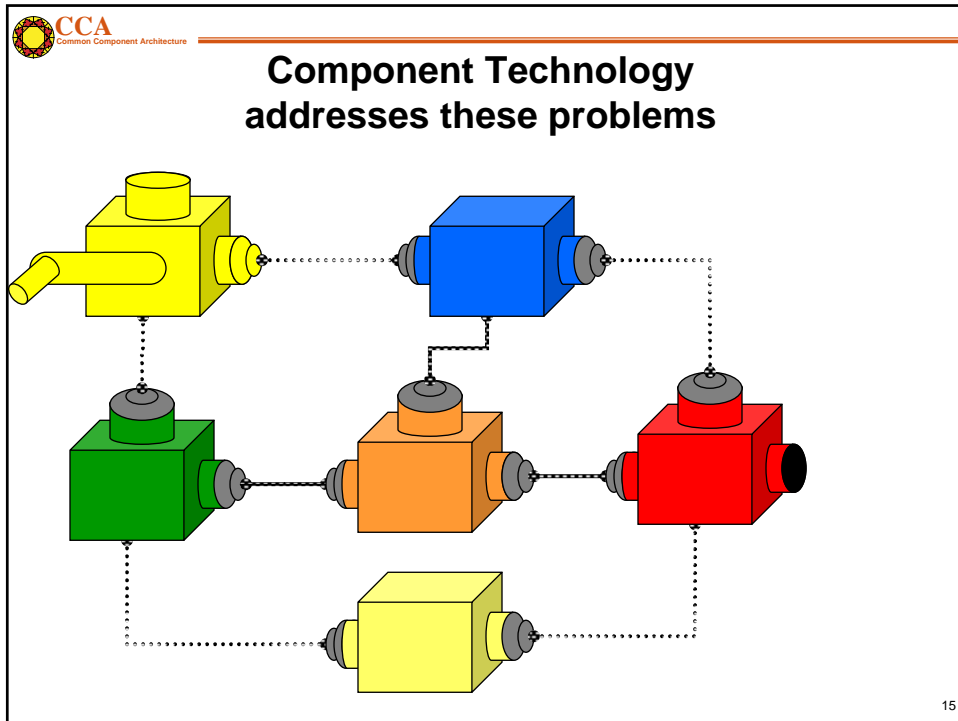 CCA
Common Component Architecture
Component Technology
addresses these problems
15